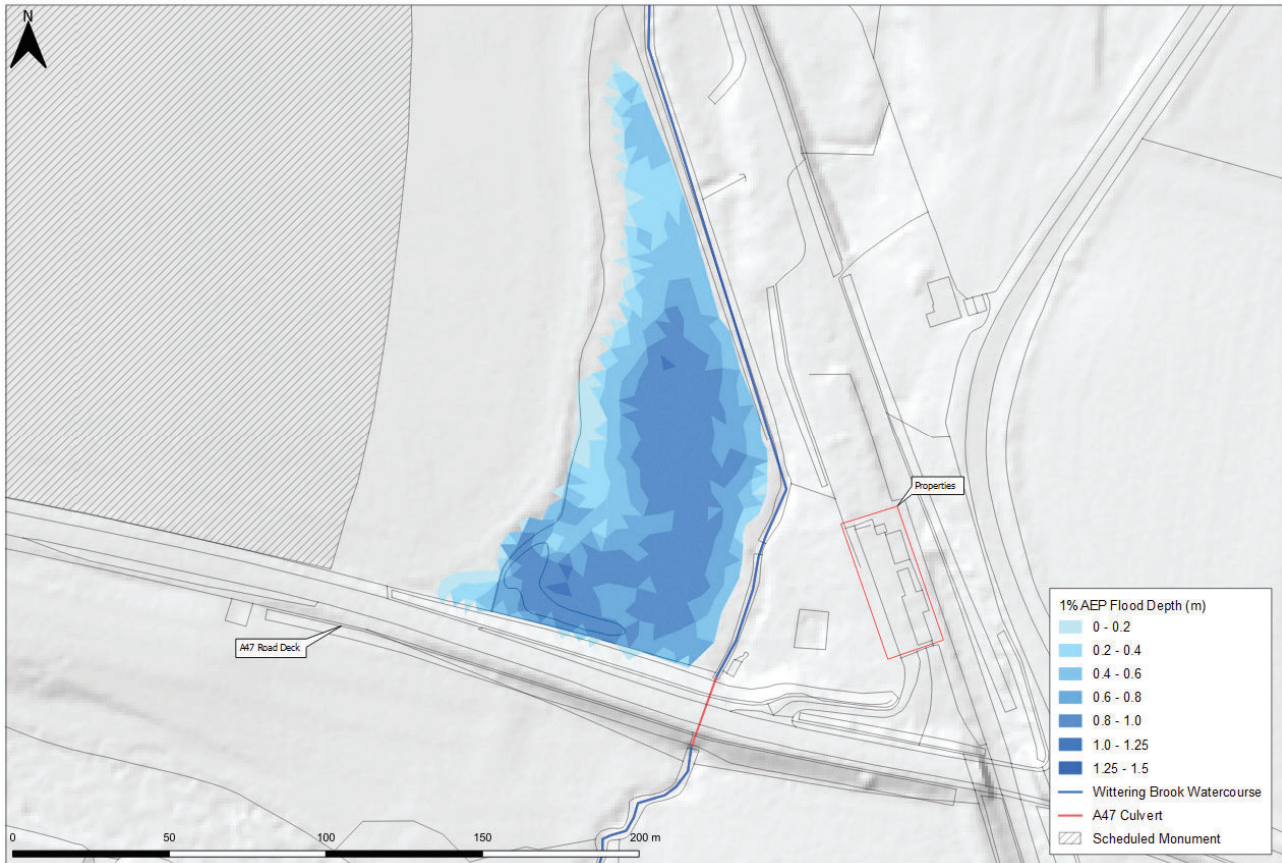 N
Properties
A47 Road Deck
1% AEP Flood Depth (m)
0 - 0.2
0.2 - 0.4
0.4 - 0.6
0.6 - 0.8
0.8 - 1.0
1.0 - 1.25
1.25 - 1.5
Wittering Brook Watercourse
A47 Culvert
Scheduled Monument
0 50 100 150 200 m